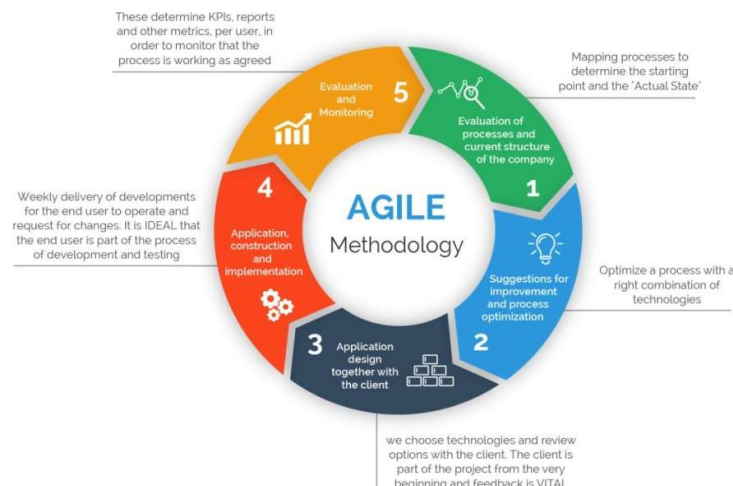 These determine KPIs, reports
and other metrics, per user, in
order to monitor that the
process is working as agreed
Mapping processes to
determine the starting
point and the "Actual State"
Evaluation
and
Monitoring
5
Evaluation of
processes and
current structure
of the company
1
Weekly delivery of developments
for the end user to operate and
request for changes. It is IDEAL that
the end user is part of the process
of development and testing
4
Application,
construction
and
implementation
AGILE
Methodology
Suggestions for
improvement
and process
optimization
2
Optimize a process with a
right combination of
technologies
3
Application
design
together with
the client
we choose technologies and review
options with the client. The client is
part of the project from the very
beginning and feedback is VITAL